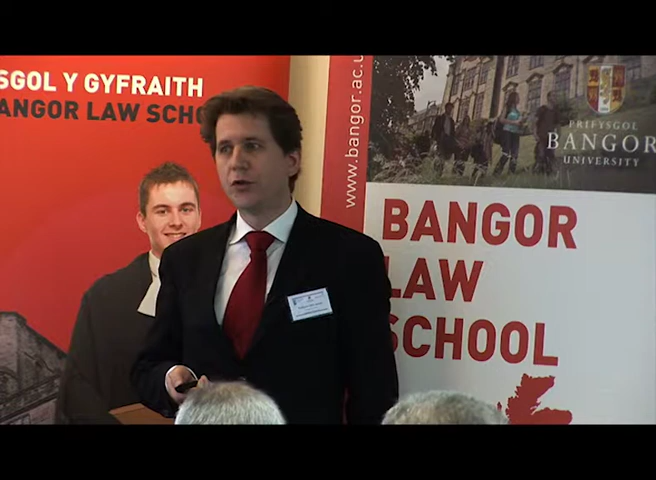 SGOL Y GYFRAITH
ANGOR LAW SCHO
www.bangor.ac.u
PRIFYSGOL
BANGOR
UNIVERSITY
BANGOR
LAW
SCHOOL